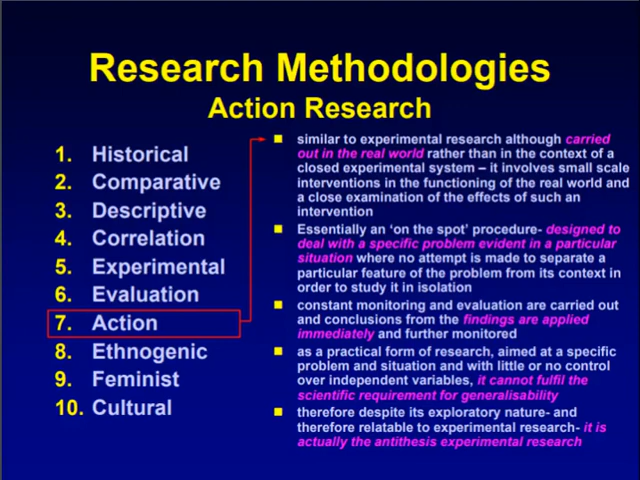 Research Methodologies
Action Research
1. Historical
2. Comparative
3. Descriptive
4. Correlation
5. Experimental
6. Evaluation
7. Action
8. Ethnogenic
9. Feminist
10. Cultural
similar to experimental research although carried
out in the real world rather than in the context of a
closed experimental system – it involves small scale
interventions in the functioning of the real world and
a close examination of the effects of such an
intervention
Essentially an ‘on the spot’ procedure- designed to
deal with a specific problem evident in a particular
situation where no attempt is made to separate a
particular feature of the problem from its context in
order to study it in isolation
constant monitoring and evaluation are carried out
and conclusions from the findings are applied
immediately and further monitored
as a practical form of research, aimed at a specific
problem and situation and with little or no control
over independent variables, it cannot fulfil the
scientific requirement for generalisability
therefore despite its exploratory nature- and
therefore relatable to experimental research- it is
actually the antithesis experimental research